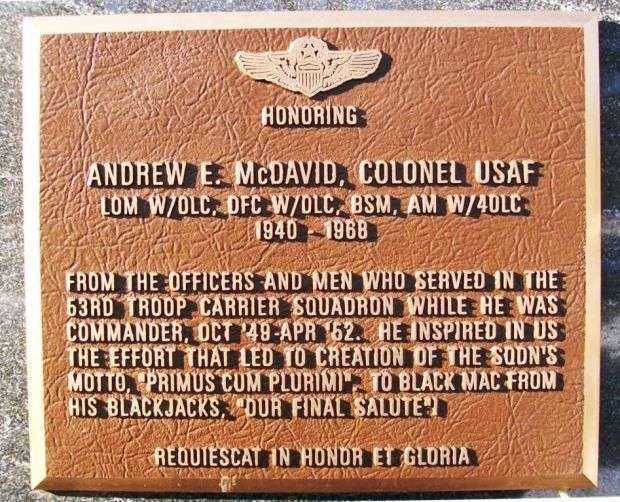 HONORING
ANDREW E. McDAVID, COLONEL USAF
LOM W/OLC, DFC W/OLC, BSM, AM W/4OLC
1940 - 1968
FROM THE OFFICERS AND MEN WHO SERVED IN THE
53RD TROOP CARRIER SQUADRON WHILE HE WAS
COMMANDER, OCT '49-APR '52. HE INSPIRED IN US
THE EFFORT THAT LED TO CREATION OF THE SQDN'S
MOTTO, "PRIMUS CUM PLURIMI". TO BLACK MAC FROM
HIS BLACKJACKS, "OUR FINAL SALUTE"!
REQUIESCAT IN HONOR ET GLORIA